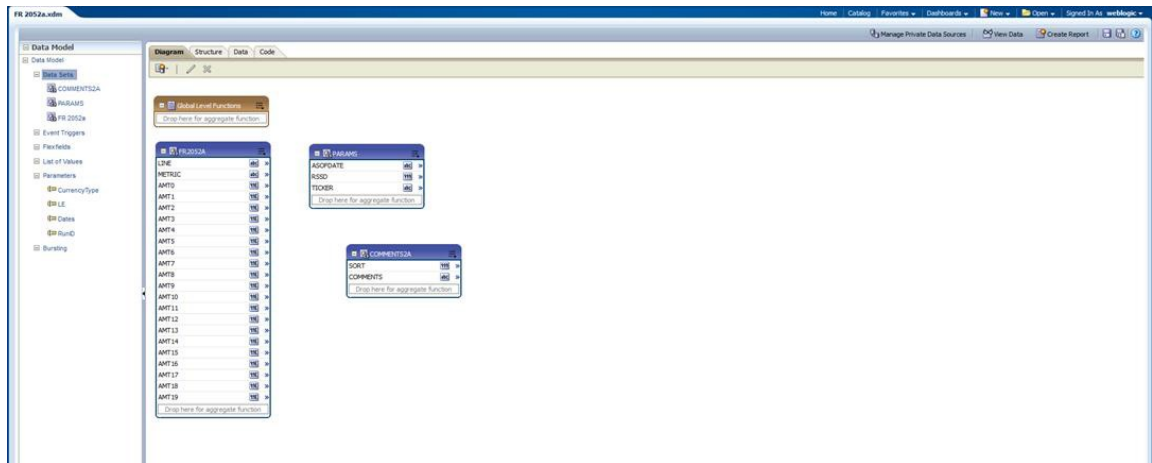 FR 2052a.xdm
Home Catalog Favorites Dashboards New Open Signed In As weblogic
Manage Private Data Sources View Data Create Report
Data Model
Diagram Structure Data Code
Data Model
Data Sets
COMMENTS2A
PARAMS
FR 2052a
Event Triggers
Flexfields
List of Values
Parameters
CurrencyType
LE
Dates
RunID
Bursting
Global Level Functions
Drop here for aggregate function
FR2052A
LINE
METRIC
AMT0
AMT1
AMT2
AMT3
AMT4
AMT5
AMT6
AMT7
AMT8
AMT9
AMT10
AMT11
AMT12
AMT13
AMT14
AMT15
AMT16
AMT17
AMT18
AMT19
Drop here for aggregate function
PARAMS
ASOFDATE
RSSD
TICKER
Drop here for aggregate function
COMMENTS2A
SORT
COMMENTS
Drop here for aggregate function